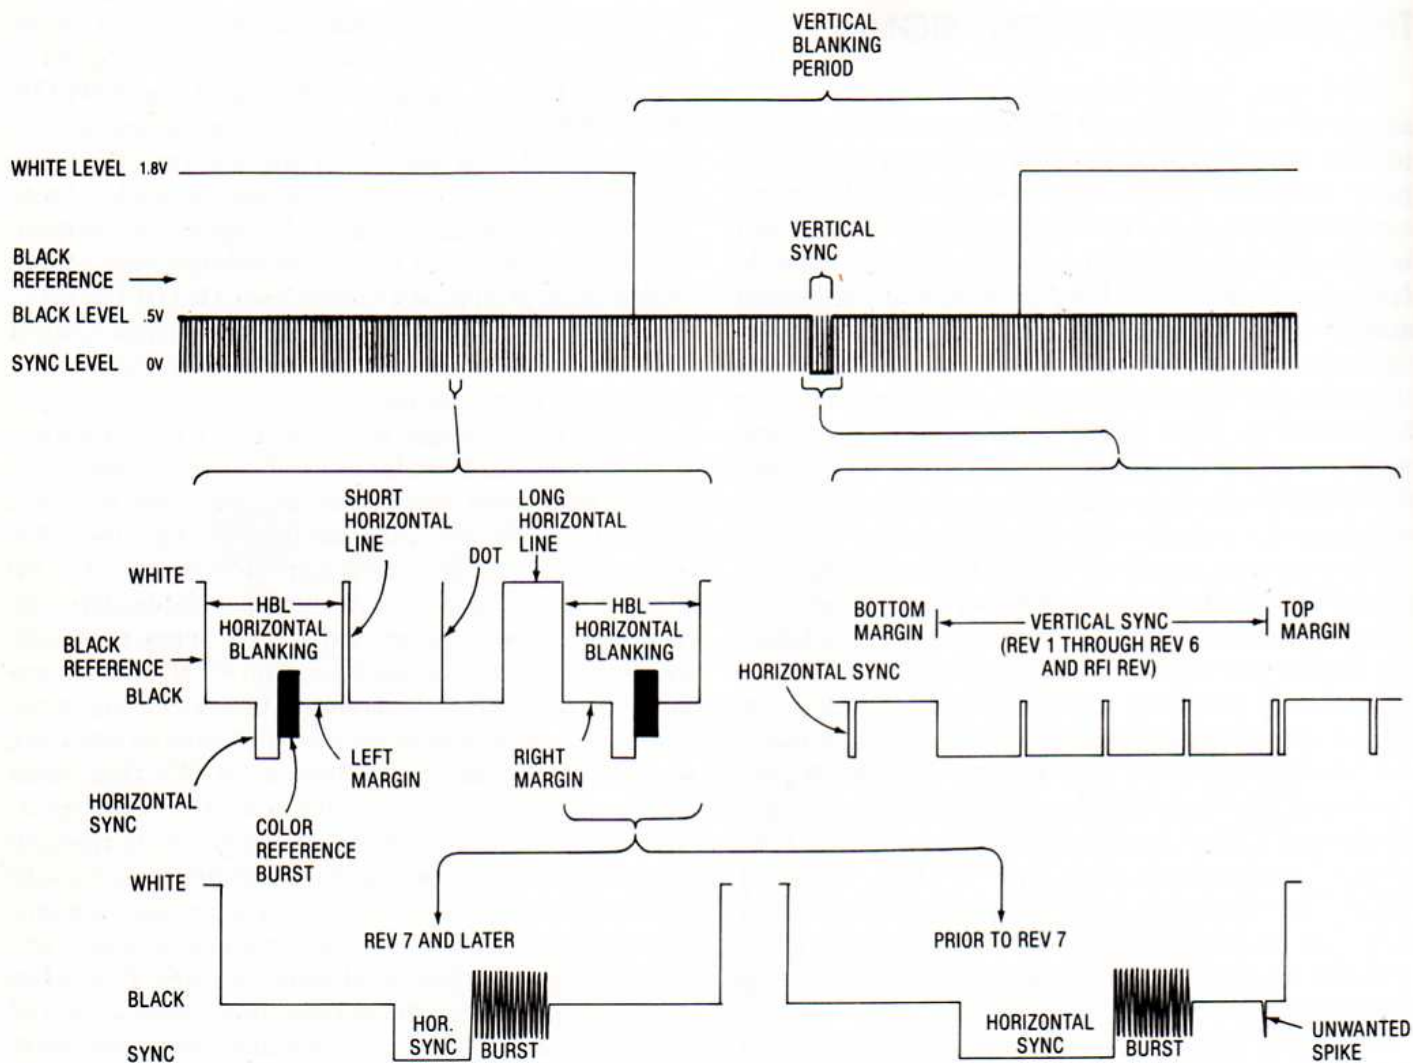 VERTICAL
BLANKING
PERIOD
WHITE LEVEL 1.8V
VERTICAL
SYNC
BLACK
REFERENCE
BLACK LEVEL .5V
SYNC LEVEL 0V
SHORT
HORIZONTAL
LINE
LONG
HORIZONTAL
LINE
DOT
WHITE
HBL
HORIZONTAL
BLANKING
HBL
HORIZONTAL
BLANKING
BLACK
REFERENCE
BLACK
LEFT
MARGIN
RIGHT
MARGIN
HORIZONTAL
SYNC
COLOR
REFERENCE
BURST
BOTTOM
MARGIN
VERTICAL SYNC
(REV 1 THROUGH REV 6
AND RFI REV)
TOP
MARGIN
HORIZONTAL SYNC
WHITE
REV 7 AND LATER
PRIOR TO REV 7
BLACK
HOR.
SYNC
BURST
HORIZONTAL
SYNC
BURST
UNWANTED
SPIKE
SYNC